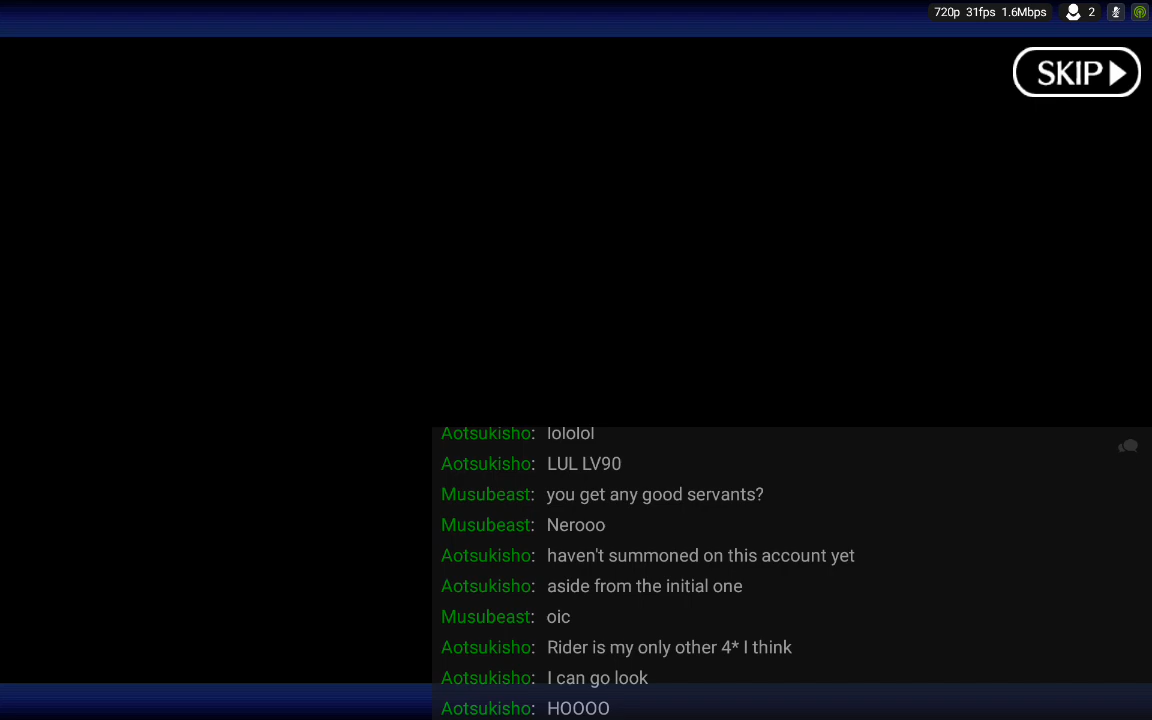 720p 31fps 1.6Mbps 2
SKIP
Aotsukisho: lololol
Aotsukisho: LUL LV90
Musubeast: you get any good servants?
Musubeast: Nerooo
Aotsukisho: haven't summoned on this account yet
Aotsukisho: aside from the initial one
Musubeast: oic
Aotsukisho: Rider is my only other 4* I think
Aotsukisho: I can go look
Aotsukisho: HOOOO